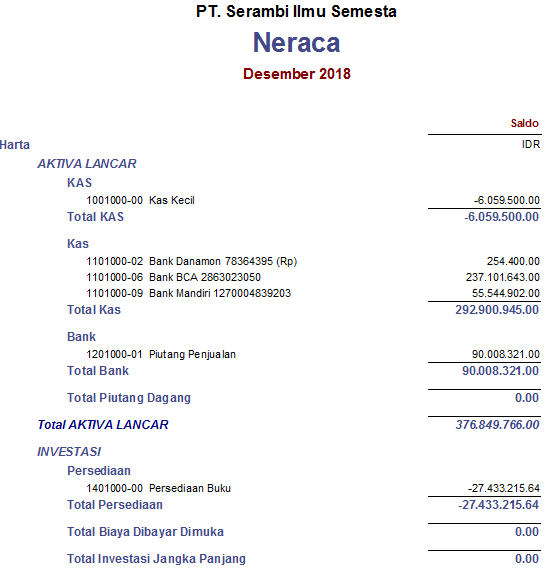 PT. Serambi Ilmu Semesta
Neraca
Desember 2018
Saldo
Harta IDR
AKTIVA LANCAR
KAS
1001000-00 Kas Kecil -6.059.500.00
Total KAS -6.059.500.00
Kas
1101000-02 Bank Danamon 78364395 (Rp) 254.400.00
1101000-06 Bank BCA 2863023050 237.101.643.00
1101000-09 Bank Mandiri 1270004839203 55.544.902.00
Total Kas 292.900.945.00
Bank
1201000-01 Piutang Penjualan 90.008.321.00
Total Bank 90.008.321.00
Total Piutang Dagang 0.00
Total AKTIVA LANCAR 376.849.766.00
INVESTASI
Persediaan
1401000-00 Persediaan Buku -27.433.215.64
Total Persediaan -27.433.215.64
Total Biaya Dibayar Dimuka 0.00
Total Investasi Jangka Panjang 0.00